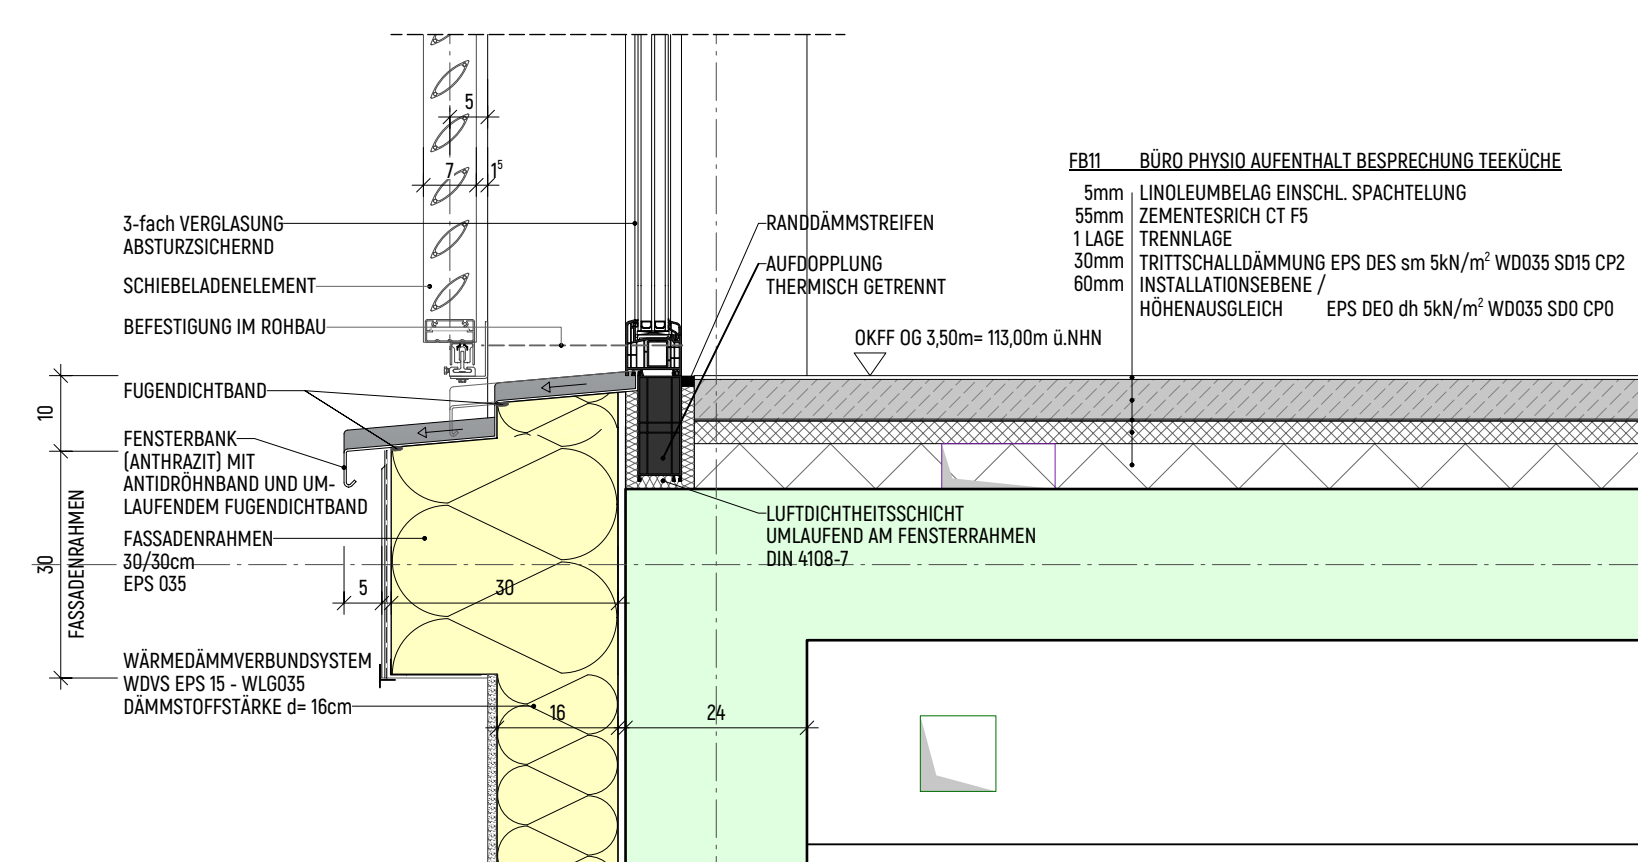 5
7
1⁵
3-fach VERGLASUNG
ABSTURZSICHERND
SCHIEBELADENELEMENT
BEFESTIGUNG IM ROHBAU
FUGENDICHTBAND
FENSTERBANK
(ANTHRAZIT) MIT
ANTIDRÖHNBAND UND UM-
LAUFENDEM FUGENDICHTBAND
FASSADENRAHMEN
30/30cm
EPS 035
WÄRMEDÄMMVERBUNDSYSTEM
WDVS EPS 15 - WLG035
DÄMMSTOFFSTÄRKE d= 16cm
10
30
FASSADENRAHMEN
5
30
16
24
RANDDÄMMSTREIFEN
AUFDOPPLUNG
THERMISCH GETRENNT
OKFF OG 3,50m= 113,00m ü.NHN
LUFTDICHTHEITSSCHICHT
UMLAUFEND AM FENSTERRAHMEN
DIN 4108-7
FB11 BÜRO PHYSIO AUFENTHALT BESPRECHUNG TEEKÜCHE
5mm LINOLEUMBELAG EINSCHL. SPACHTELUNG
55mm ZEMENTESRICH CT F5
1 LAGE TRENNLAGE
30mm TRITTSCHALLDÄMMUNG EPS DES sm 5kN/m² WD035 SD15 CP2
60mm INSTALLATIONSEBENE /
HÖHENAUSGLEICH EPS DEO dh 5kN/m² WD035 SD0 CP0